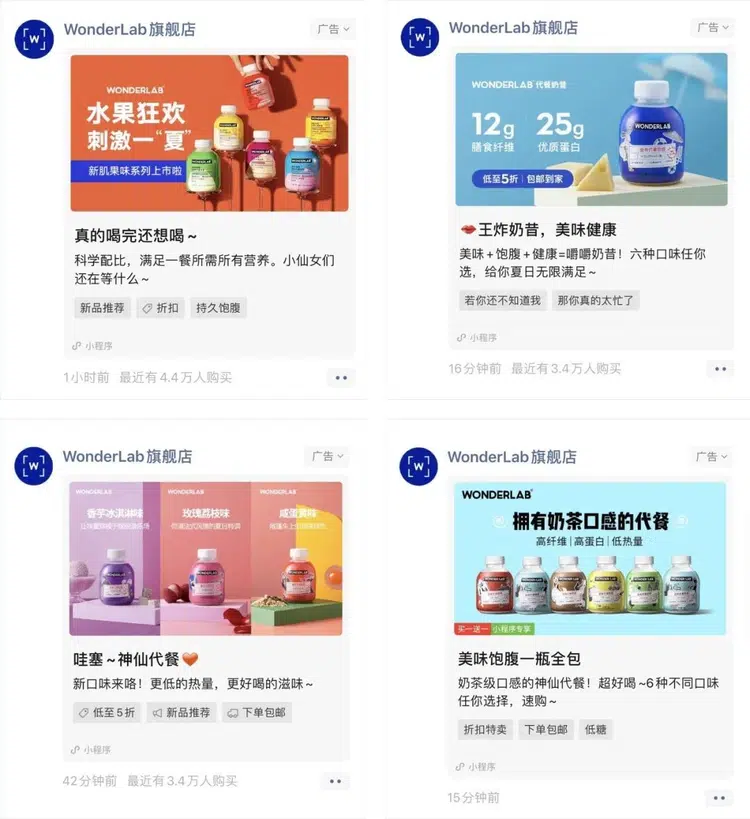 WonderLab旗舰店
广告
WONDERLAB
水果狂欢
刺激一“夏”
新肌果味系列上市啦
真的喝完还想喝~
科学配比，满足一餐所需所有营养。小仙女们
还在等什么~
新品推荐 折扣 持久饱腹
小程序
1小时前 最近有4.4万人购买
WonderLab旗舰店
广告
WONDERLAB 代餐奶昔
12g 25g
膳食纤维 优质蛋白
低至5折 包邮到家
WONDERLAB
👄王炸奶昔，美味健康
美味+饱腹+健康=嚼嚼奶昔！六种口味任你
选，给你夏日无限满足~
若你还不知道我 那你真的太忙了
小程序
16分钟前 最近有3.4万人购买
WonderLab旗舰店
广告
WONDERLAB WONDERLAB WONDERLAB
香芋冰淇淋味 玫瑰荔枝味 咸蛋黄味
哇塞~神仙代餐🧡
新口味来咯！更低的热量，更好喝的滋味~
低至5折 新品推荐 下单包邮
小程序
42分钟前 最近有3.4万人购买
WonderLab旗舰店
广告
WONDERLAB
拥有奶茶口感的代餐
高纤维|高蛋白|低热量
买一送一 小程序专享
美味饱腹一瓶全包
奶茶级口感的神仙代餐！超好喝~6种不同口味
任你选择，速购~
折扣特卖 下单包邮 低糖
小程序
15分钟前